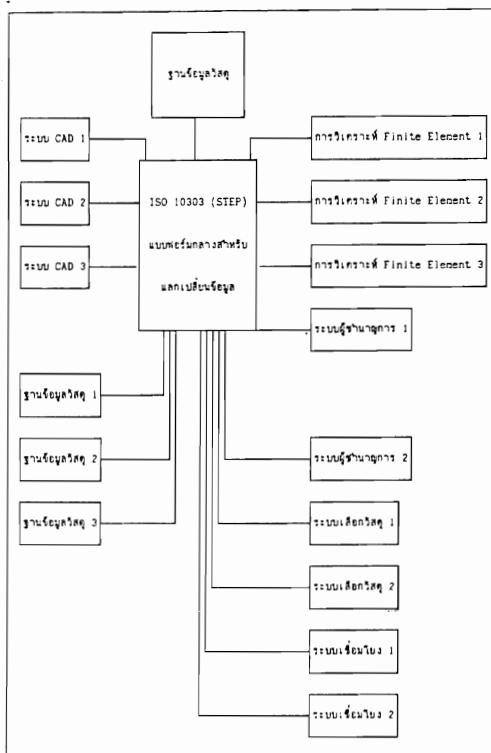 ฐานข้อมูลวัสดุ
ระบบ CAD 1
การวิเคราะห์ Finite Element 1
ระบบ CAD 2
ISO 10303 (STEP)
การวิเคราะห์ Finite Element 2
แบบฟอร์มกลางสำหรับ
ระบบ CAD 3
การวิเคราะห์ Finite Element 3
แลกเปลี่ยนข้อมูล
ระบบผู้ชำนาญการ 1
ฐานข้อมูลวัสดุ 1
ฐานข้อมูลวัสดุ 2
ระบบผู้ชำนาญการ 2
ฐานข้อมูลวัสดุ 3
ระบบเลือกวัสดุ 1
ระบบเลือกวัสดุ 2
ระบบเชื่อมโยง 1
ระบบเชื่อมโยง 2